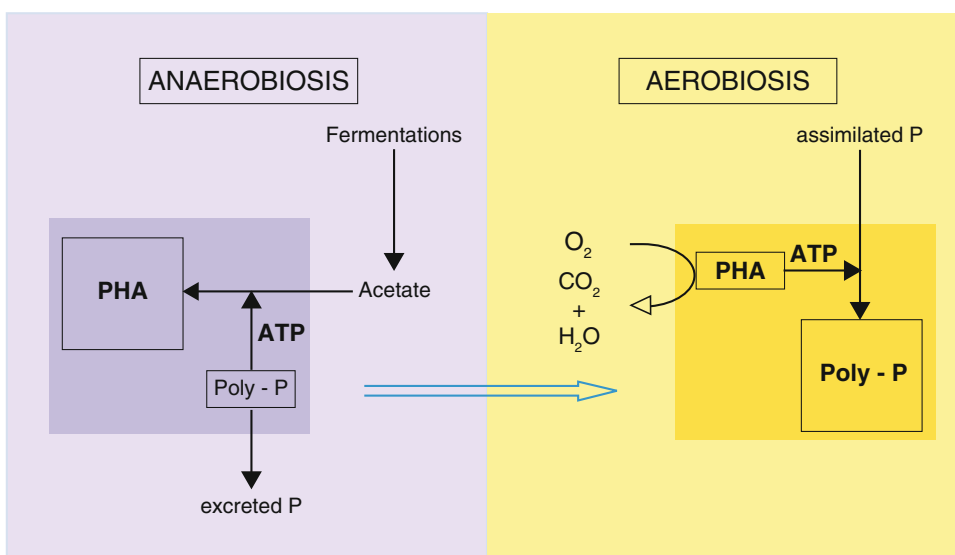 ANAEROBIOSIS
Fermentations
PHA
Acetate
ATP
Poly - P
excreted P
AEROBIOSIS
assimilated P
O2
CO2
+
H2O
PHA
ATP
Poly - P